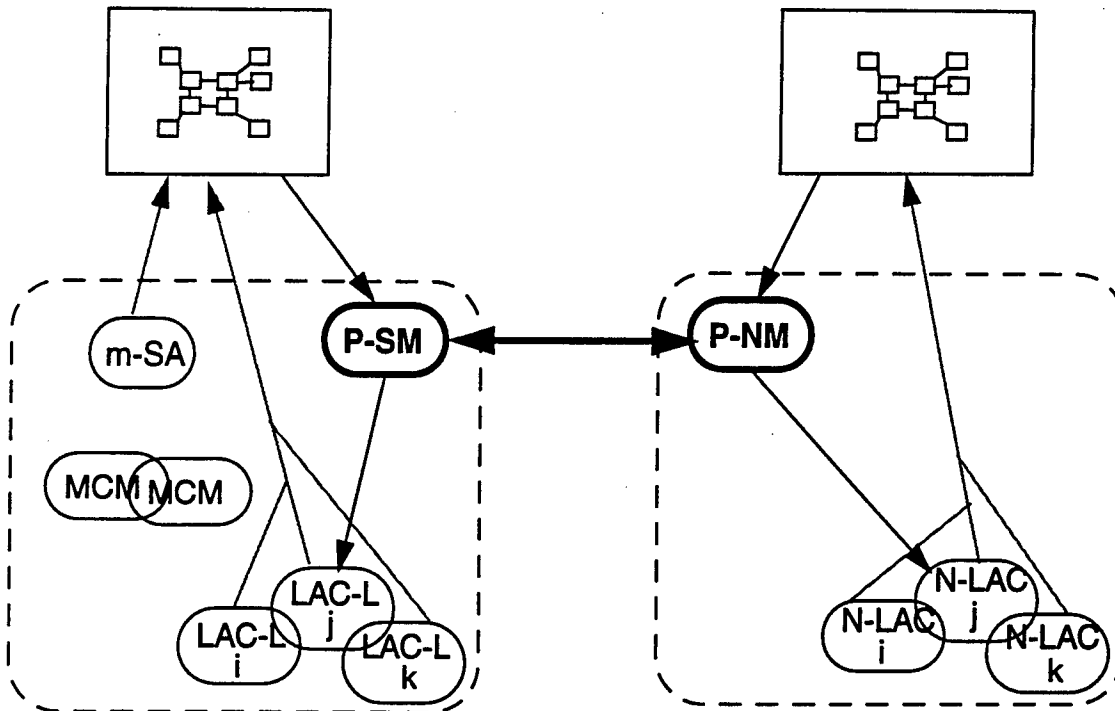 P-SM
P-NM
m-SA
MCM
MCM
LAC-L
j
LAC-L
i
LAC-L
k
N-LAC
j
N-LAC
i
N-LAC
k